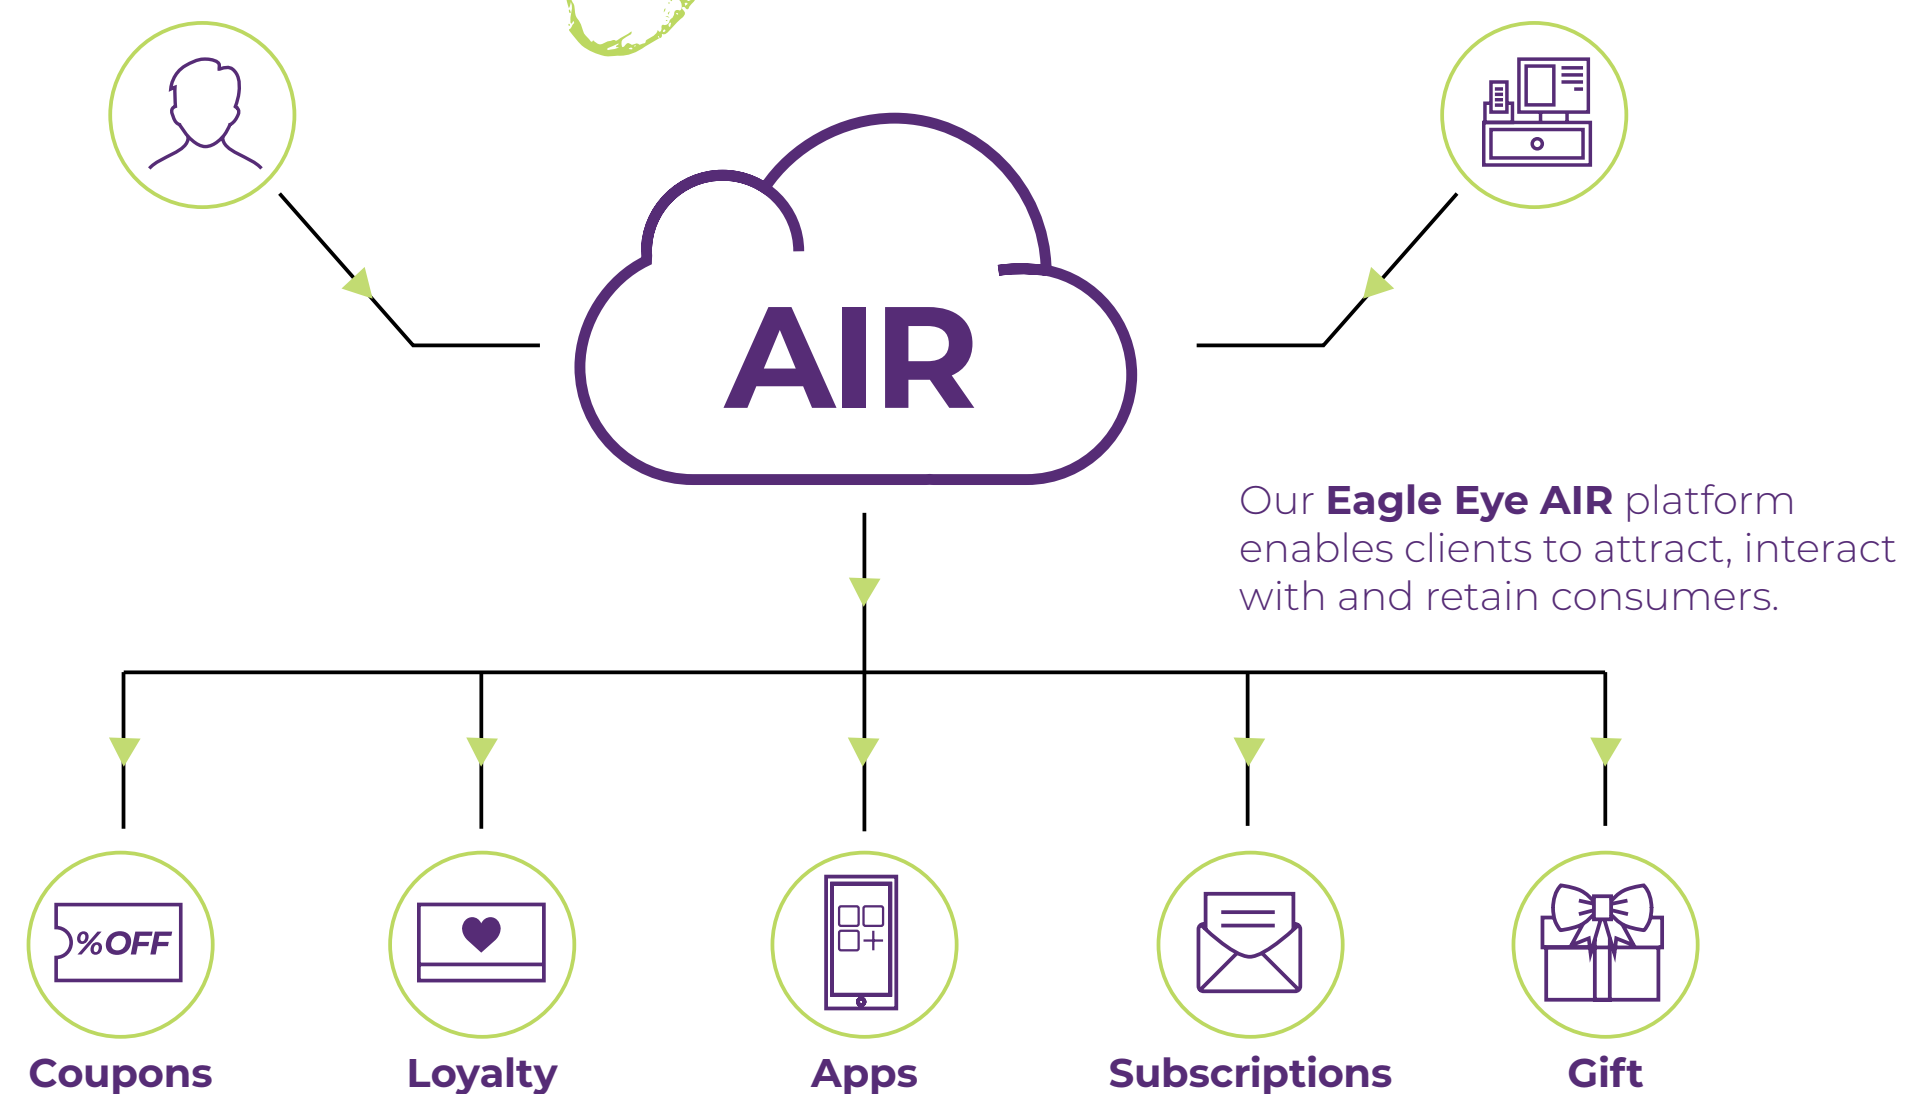 AIR
Our Eagle Eye AIR platform
enables clients to attract, interact
with and retain consumers.
%OFF
Coupons
Loyalty
Apps
Subscriptions
Gift